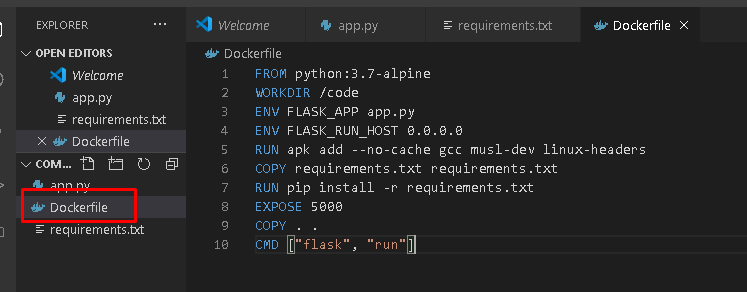 EXPLORER
OPEN EDITORS
Welcome
app.py
requirements.txt
Dockerfile
COM...
app.py
Dockerfile
requirements.txt
Welcome
app.py
requirements.txt
Dockerfile
Dockerfile
1 FROM python:3.7-alpine
2 WORKDIR /code
3 ENV FLASK_APP app.py
4 ENV FLASK_RUN_HOST 0.0.0.0
5 RUN apk add --no-cache gcc musl-dev linux-headers
6 COPY requirements.txt requirements.txt
7 RUN pip install -r requirements.txt
8 EXPOSE 5000
9 COPY . .
10 CMD ["flask", "run"]